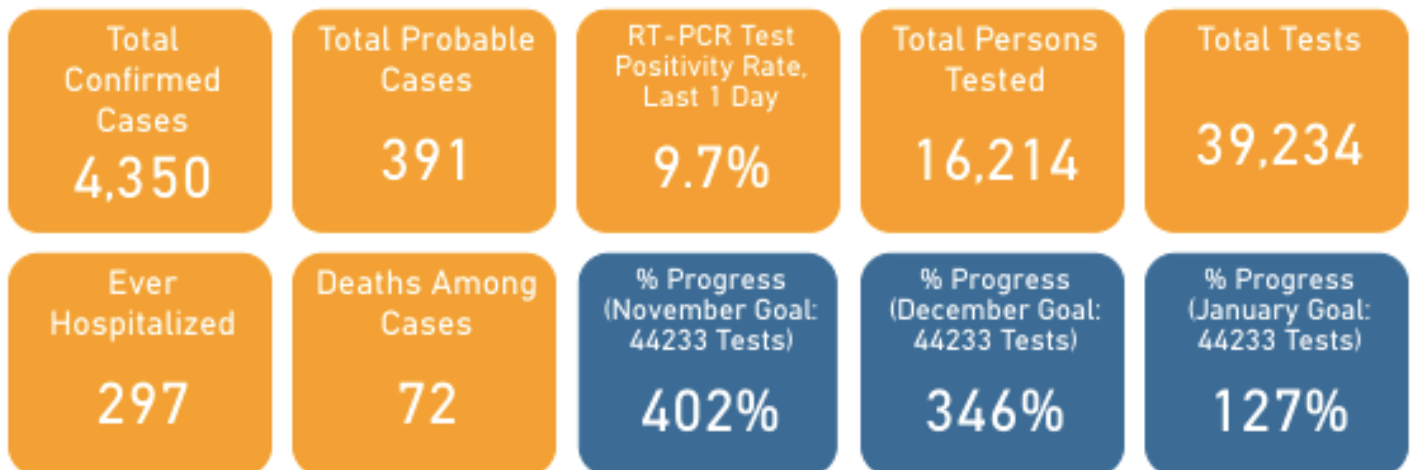 Total
Confirmed
Cases
4,350
Total Probable
Cases
391
RT-PCR Test
Positivity Rate,
Last 1 Day
9.7%
Total Persons
Tested
16,214
Total Tests
39,234
Ever
Hospitalized
297
Deaths Among
Cases
72
% Progress
(November Goal:
44233 Tests)
402%
% Progress
(December Goal:
44233 Tests)
346%
% Progress
(January Goal:
44233 Tests)
127%